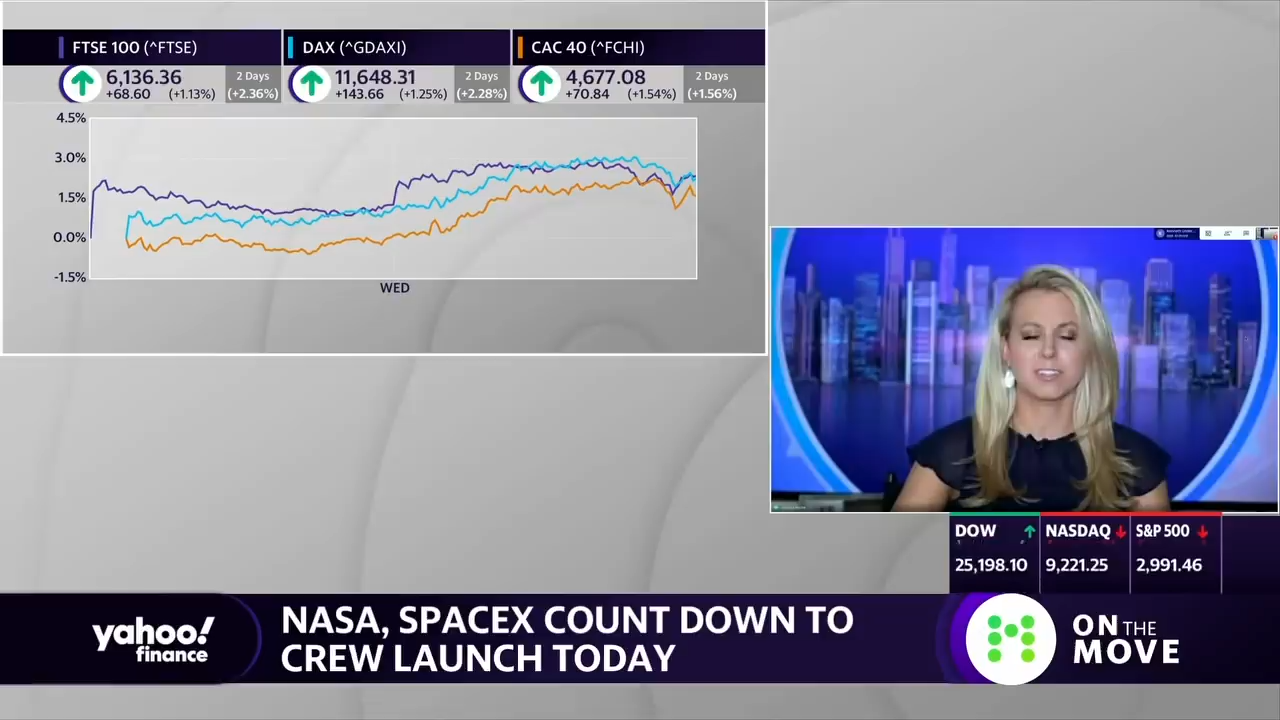 FTSE 100 (^FTSE)
6,136.36
+68.60 (+1.13%)
2 Days
(+2.36%)
DAX (^GDAXI)
11,648.31
+143.66 (+1.25%)
2 Days
(+2.28%)
CAC 40 (^FCHI)
4,677.08
+70.84 (+1.54%)
2 Days
(+1.56%)
4.5%
3.0%
1.5%
0.0%
-1.5%
WED
DOW
25,198.10
NASDAQ
9,221.25
S&P 500
2,991.46
yahoo!
finance
NASA, SPACEX COUNT DOWN TO
CREW LAUNCH TODAY
ON THE
MOVE